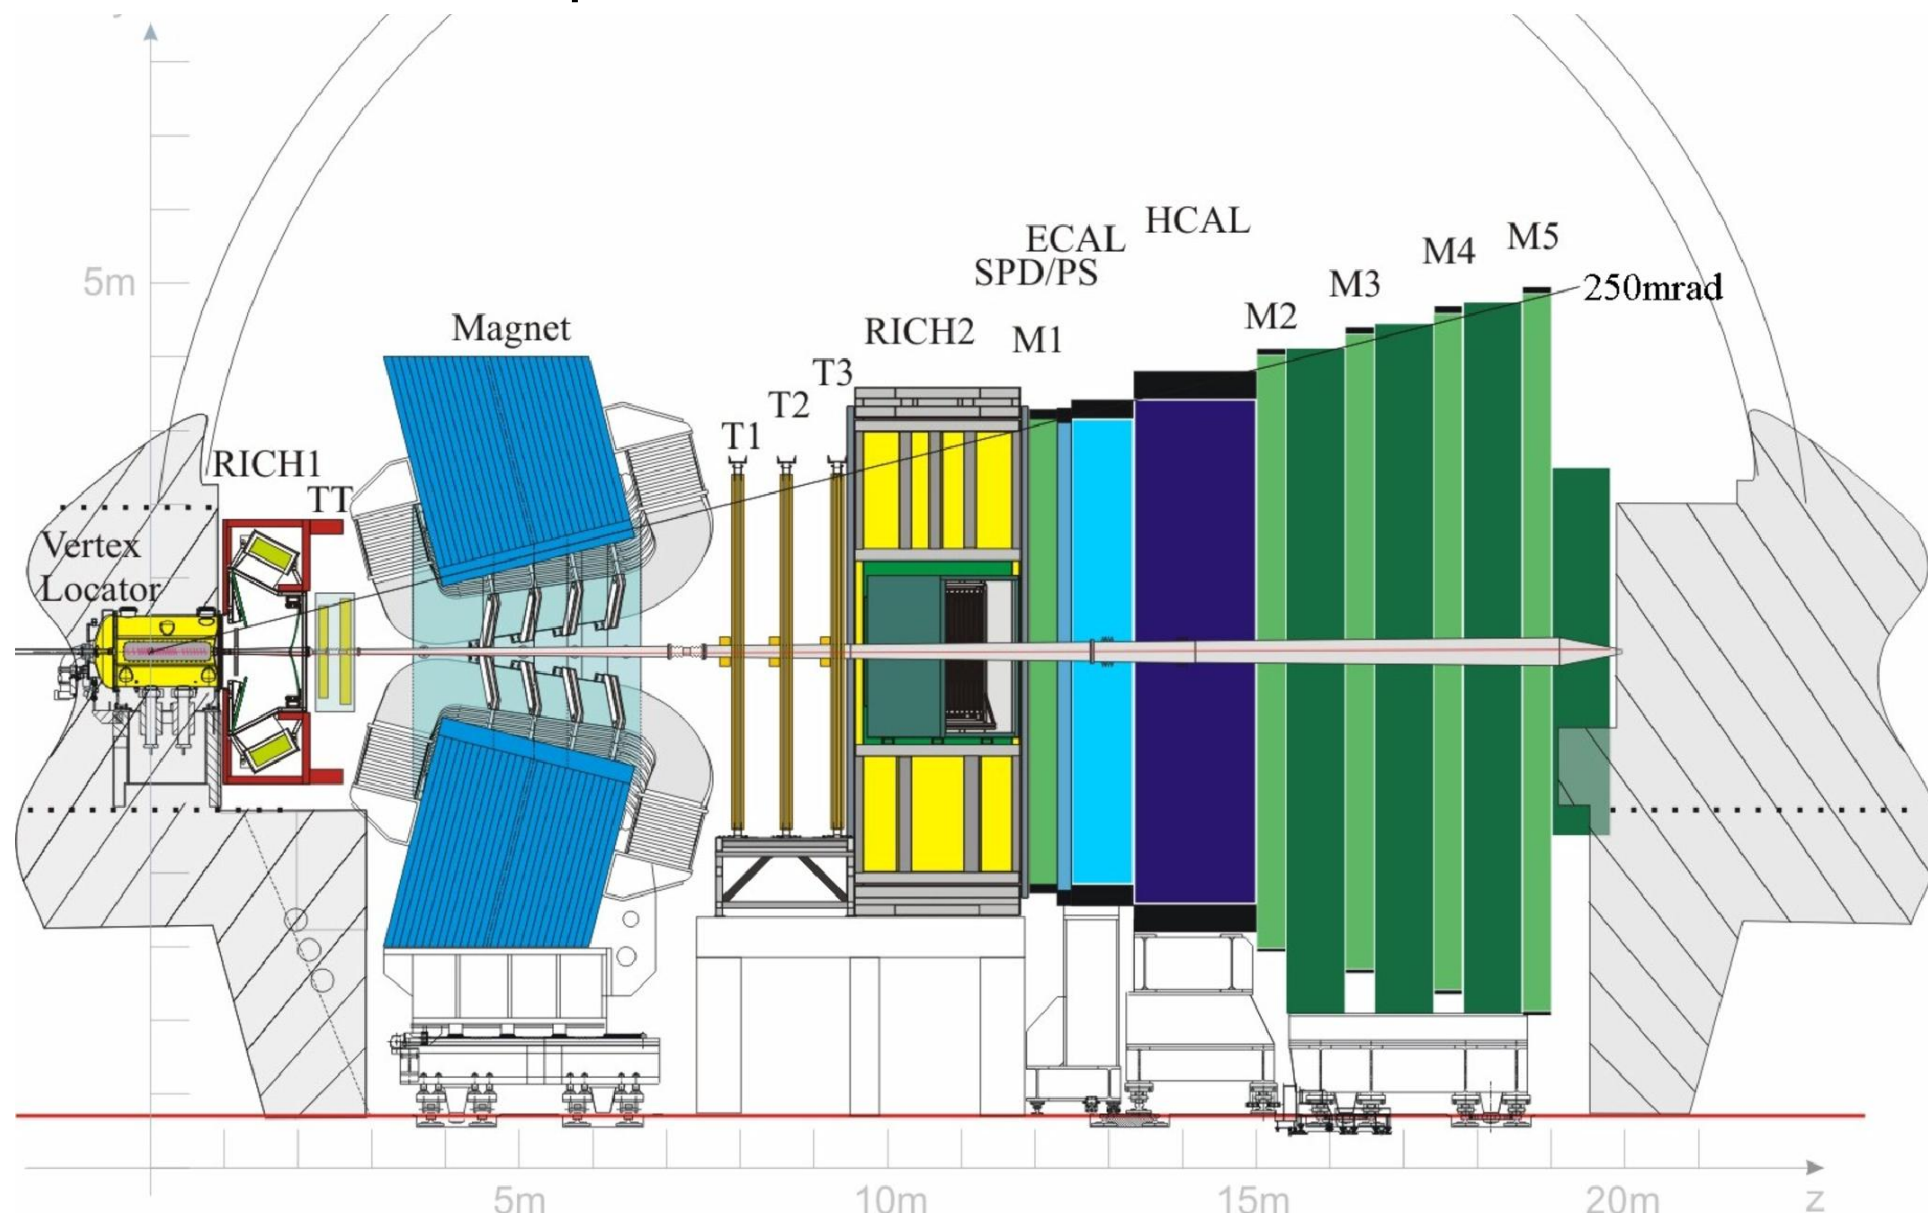 5m
HCAL
ECAL
SPD/PS
M5
M4
M3
250mrad
M2
Magnet
RICH2
M1
T3
T2
T1
RICH1
TT
Vertex
Locator
5m
10m
15m
20m
z